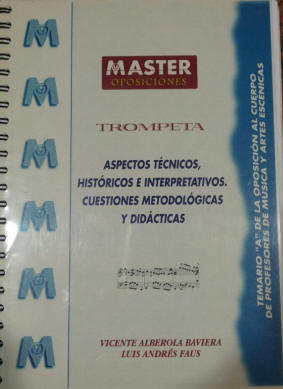 MASTER
OPOSICIONES
TROMPETA
ASPECTOS TÉCNICOS,
HISTÓRICOS E INTERPRETATIVOS.
CUESTIONES METODOLÓGICAS
Y DIDÁCTICAS
VICENTE ALBEROLA BAVIERA
LUIS ANDRÉS FAUS
TEMARIO "A" DE LA OPOSICIÓN AL CUERPO
DE PROFESORES DE MÚSICA Y ARTES ESCÉNICAS
M
M
M
M
M
M